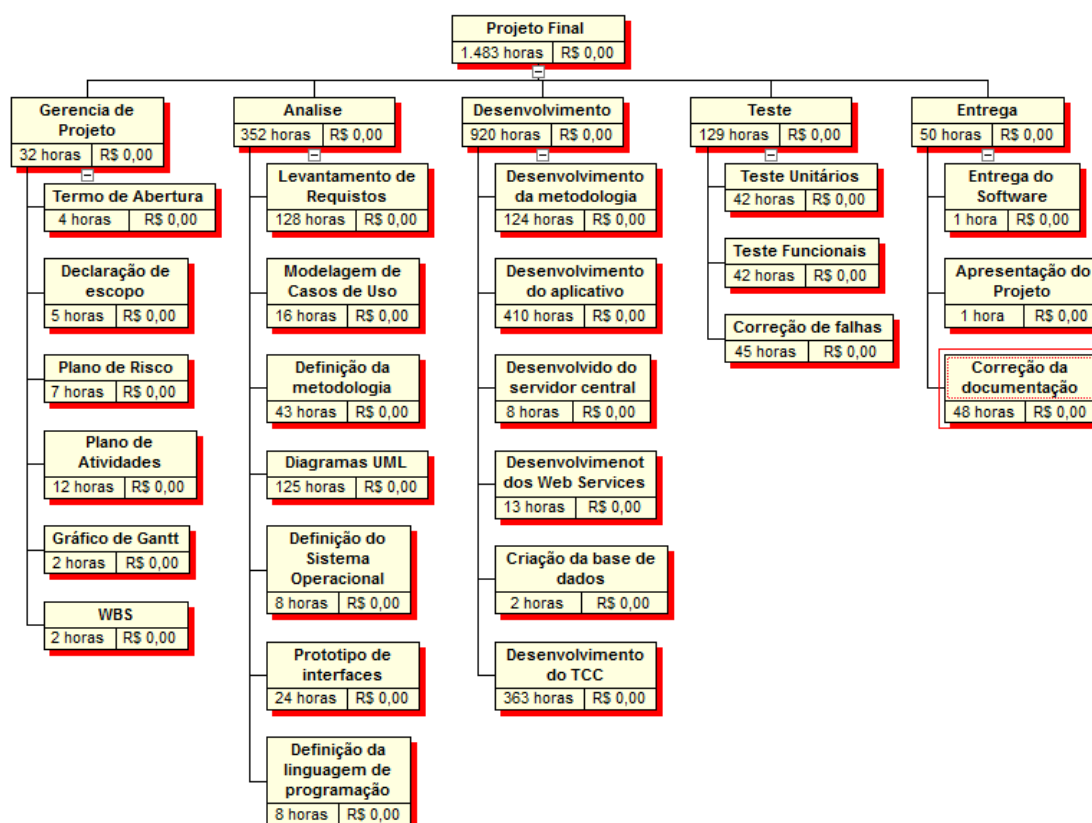 Projeto Final
1.483 horas R$ 0,00
Gerencia de
Projeto
32 horas R$ 0,00
Termo de Abertura
4 horas R$ 0,00
Declaração de
escopo
5 horas R$ 0,00
Plano de Risco
7 horas R$ 0,00
Plano de
Atividades
12 horas R$ 0,00
Gráfico de Gantt
2 horas R$ 0,00
WBS
2 horas R$ 0,00
Analise
352 horas R$ 0,00
Levantamento de
Requistos
128 horas R$ 0,00
Modelagem de
Casos de Uso
16 horas R$ 0,00
Definição da
metodologia
43 horas R$ 0,00
Diagramas UML
125 horas R$ 0,00
Definição do
Sistema
Operacional
8 horas R$ 0,00
Prototipo de
interfaces
24 horas R$ 0,00
Definição da
linguagem de
programação
8 horas R$ 0,00
Desenvolvimento
920 horas R$ 0,00
Desenvolvimento
da metodologia
124 horas R$ 0,00
Desenvolvimento
do aplicativo
410 horas R$ 0,00
Desenvolvido do
servidor central
8 horas R$ 0,00
Desenvolvimenot
dos Web Services
13 horas R$ 0,00
Criação da base de
dados
2 horas R$ 0,00
Desenvolvimento
do TCC
363 horas R$ 0,00
Teste
129 horas R$ 0,00
Teste Unitários
42 horas R$ 0,00
Teste Funcionais
42 horas R$ 0,00
Correção de falhas
45 horas R$ 0,00
Entrega
50 horas R$ 0,00
Entrega do
Software
1 hora R$ 0,00
Apresentação do
Projeto
1 hora R$ 0,00
Correção da
documentação
48 horas R$ 0,00